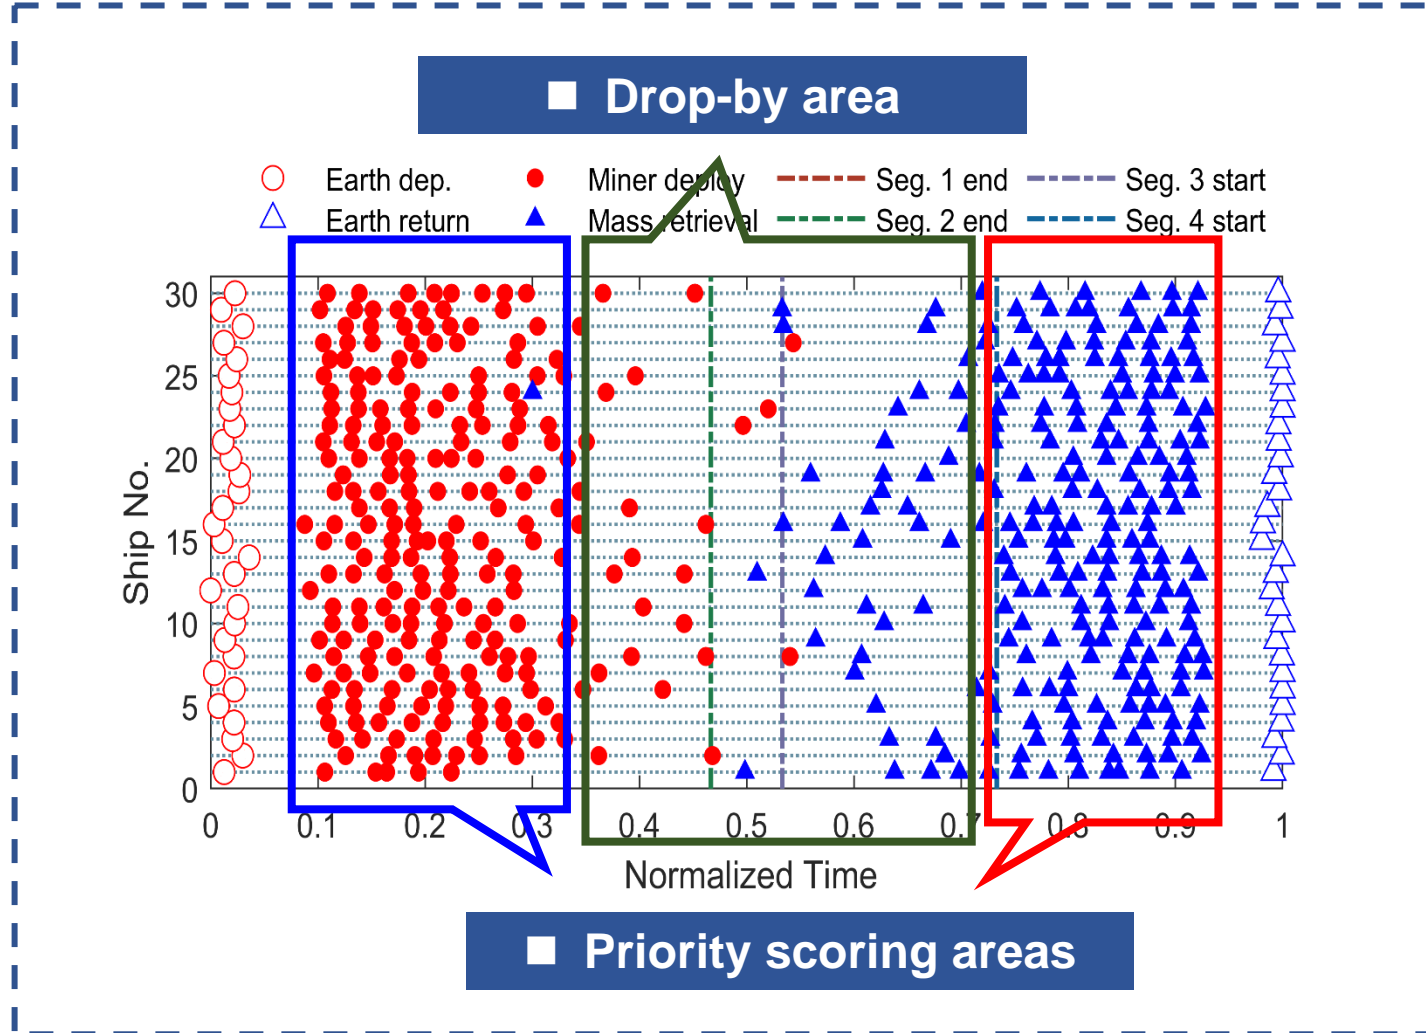 ■ Drop-by area
Earth dep. Miner deploy Seg. 1 end Seg. 3 start
Earth return Mass retrieval Seg. 2 end Seg. 4 start
30
25
20
15
10
5
0
Ship No.
0 0.1 0.2 0.3 0.4 0.5 0.6 0.7 0.8 0.9 1
Normalized Time
■ Priority scoring areas